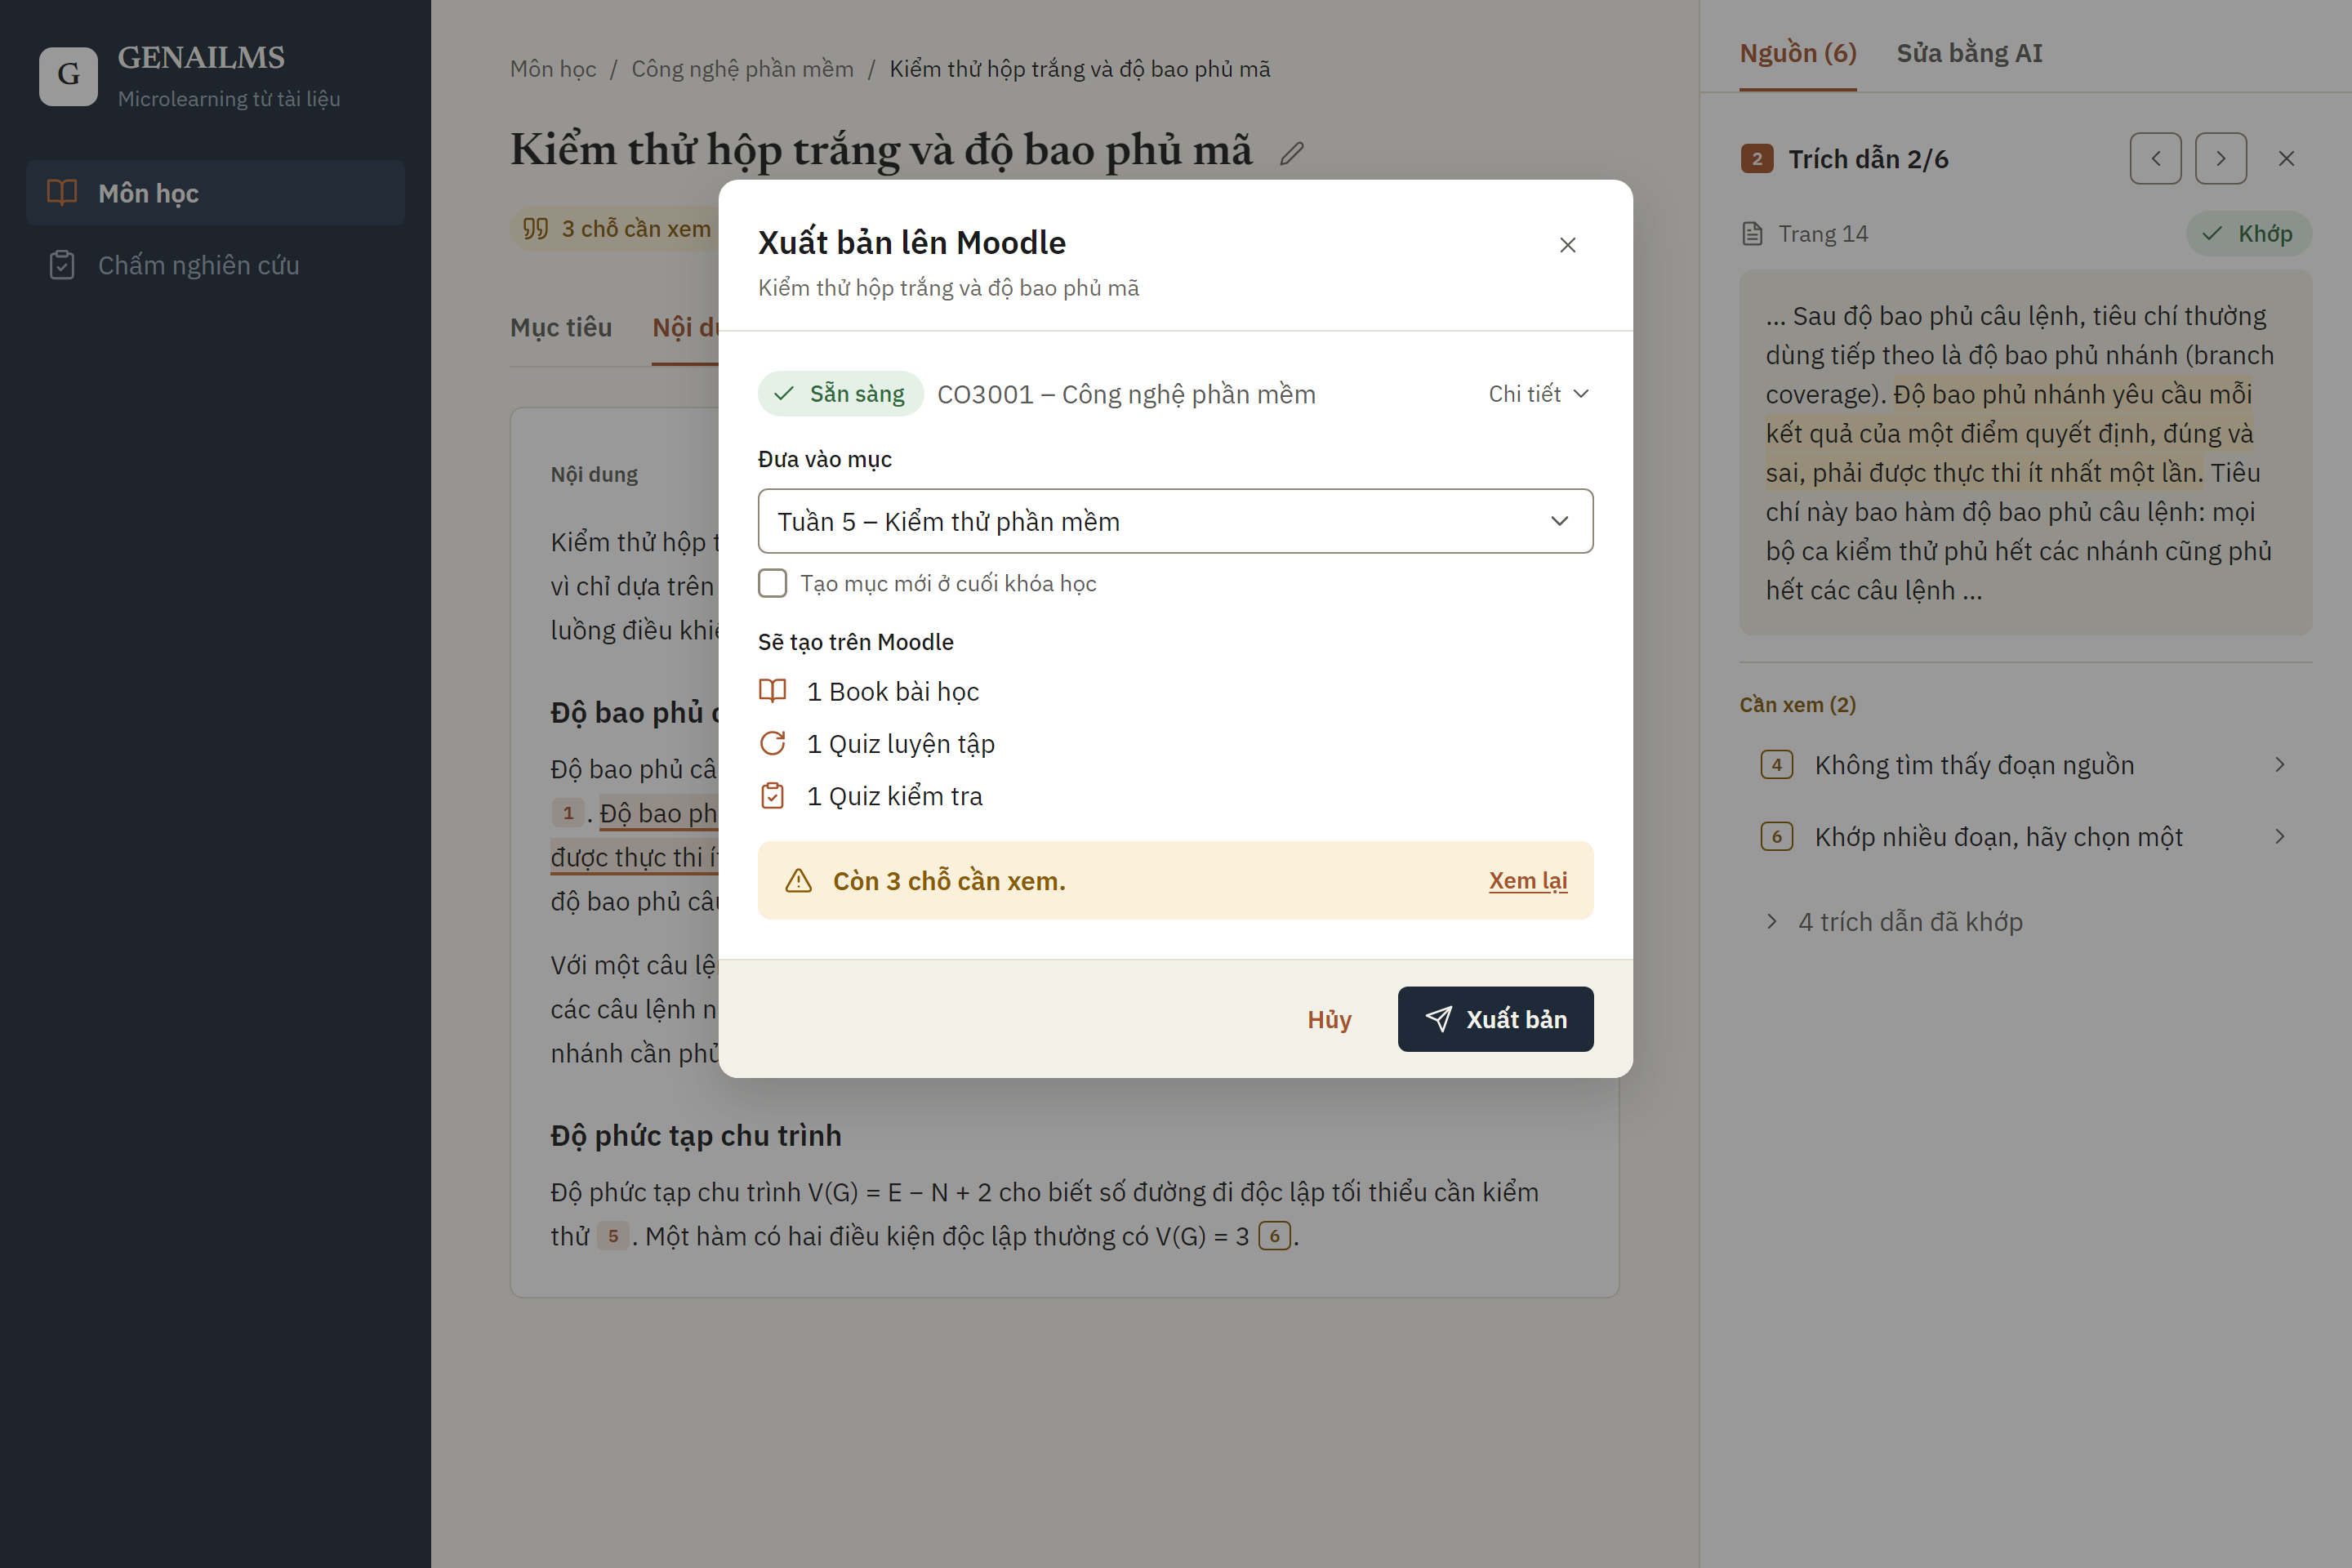 G
GENAILMS
Microlearning từ tài liệu
Môn học
Chấm nghiên cứu
Môn học / Công nghệ phần mềm / Kiểm thử hộp trắng và độ bao phủ mã
Kiểm thử hộp trắng và độ bao phủ mã
3 chỗ cần xem
Mục tiêu
Nội
Nội dung
Kiểm thử hộp
vì chỉ dựa trên
luồng điều
Độ bao phủ
Độ bao phủ
1 . Độ bao
được thực thi
độ bao phủ
Với một câu
các câu lệnh
nhánh cần
Độ phức tạp chu trình
Độ phức tạp chu trình V(G) = E − N + 2 cho biết số đường đi độc lập tối thiểu cần kiểm
thử 5 . Một hàm có hai điều kiện độc lập thường có V(G) = 3 6 .
Xuất bản lên Moodle
Kiểm thử hộp trắng và độ bao phủ mã
Sẵn sàng
CO3001 – Công nghệ phần mềm
Chi tiết
Đưa vào mục
Tuần 5 – Kiểm thử phần mềm
Tạo mục mới ở cuối khóa học
Sẽ tạo trên Moodle
1 Book bài học
1 Quiz luyện tập
1 Quiz kiểm tra
Còn 3 chỗ cần xem.
Xem lại
Hủy
Xuất bản
Nguồn (6)
Sửa bằng AI
2 Trích dẫn 2/6
Trang 14
Khớp
... Sau độ bao phủ câu lệnh, tiêu chí thường
dùng tiếp theo là độ bao phủ nhánh (branch
coverage). Độ bao phủ nhánh yêu cầu mỗi
kết quả của một điểm quyết định, đúng và
sai, phải được thực thi ít nhất một lần. Tiêu
chí này bao hàm độ bao phủ câu lệnh: mọi
bộ ca kiểm thử phủ hết các nhánh cũng phủ
hết các câu lệnh ...
Cần xem (2)
4 Không tìm thấy đoạn nguồn
6 Khớp nhiều đoạn, hãy chọn một
4 trích dẫn đã khớp